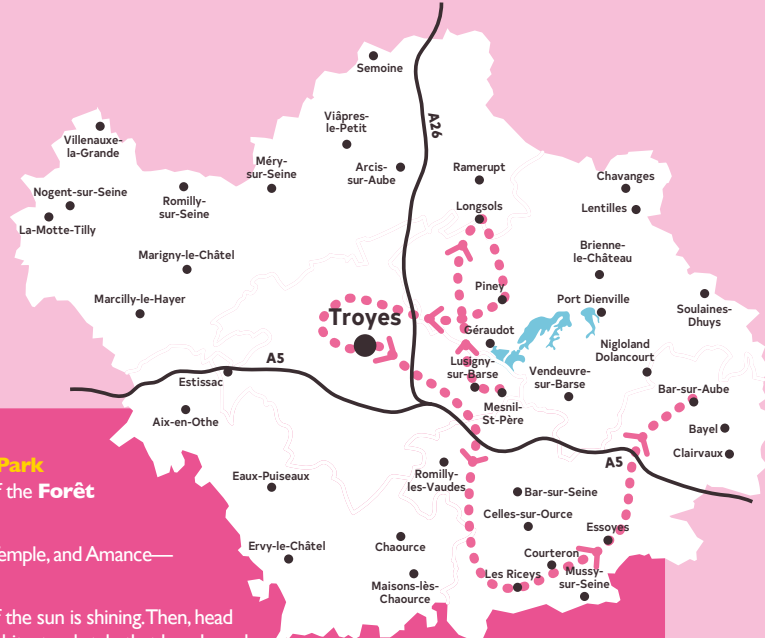 Semoine
A26
Viâpres-
le-Petit
Villenauxe-
la-Grande
Méry-
sur-Seine
Arcis-
sur-Aube
Ramerupt
Chavanges
Nogent-sur-Seine
Romilly-
sur-Seine
Longsols
Lentilles
La-Motte-Tilly
Marigny-le-Châtel
Brienne-
le-Château
Piney
Marcilly-le-Hayer
Port Dienville
Soulaines-
Dhuys
Troyes
Géraudot
Nigloland
Dolancourt
A5
Lusigny-
sur-Barse
Vendeuvre-
sur-Barse
Estissac
Bar-sur-Aube
Mesnil-
St-Père
Aix-en-Othe
Bayel
Clairvaux
A5
Park
f the Forêt
Eaux-Puiseaux
Romilly-
les-Vaudes
Bar-sur-Seine
Celles-sur-Ource
Essoyes
emple, and Amance—
Ervy-le-Châtel
Chaource
Courteron
Les Riceys
Mussy-
sur-Seine
Maisons-lès-
Chaource
f the sun is shining. Then, head